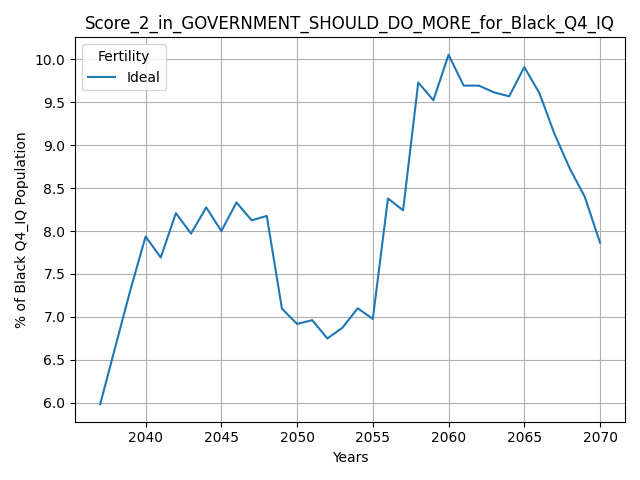 Score_2_in_GOVERNMENT_SHOULD_DO_MORE_for_Black_Q4_IQ
Fertility
Ideal
% of Black Q4_IQ Population
10.0
9.5
9.0
8.5
8.0
7.5
7.0
6.5
6.0
2040 2045 2050 2055 2060 2065 2070
Years